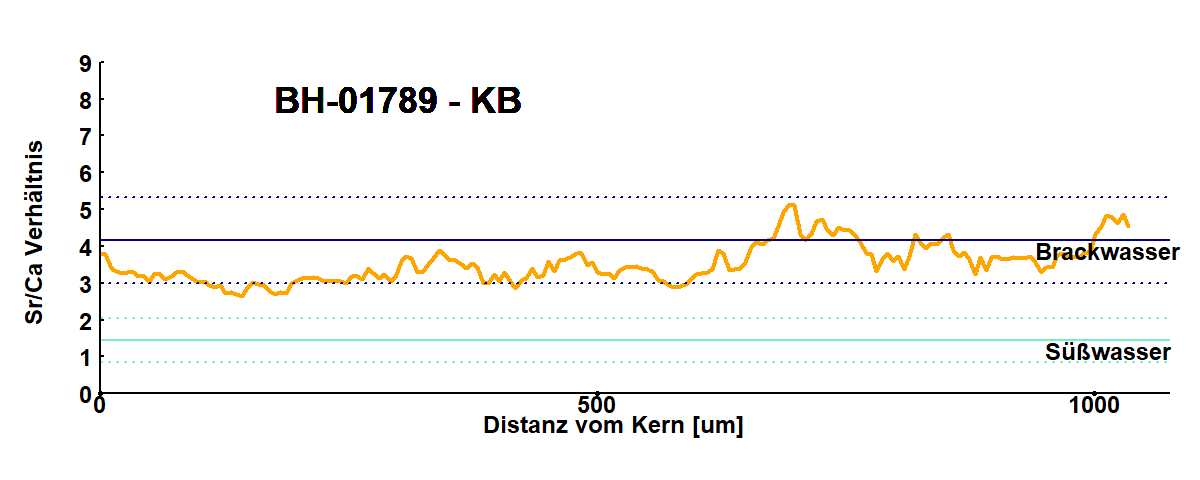 BH-01789 - KB
Sr/Ca Verhältnis
9
8
7
6
5
4
3
2
1
0
Brackwasser
Süßwasser
0 500 1000
Distanz vom Kern [um]